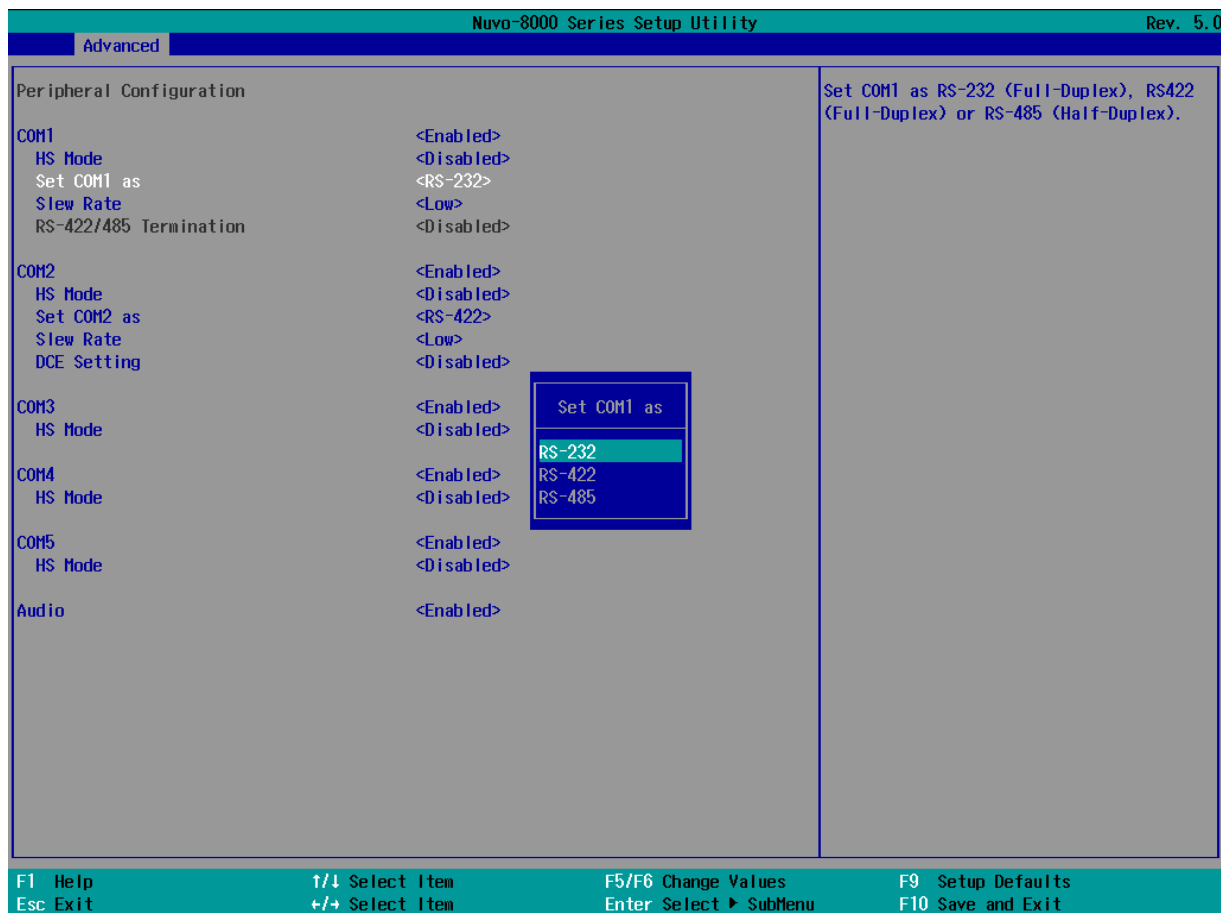 Nuvo-8000 Series Setup Utility Rev. 5.0
Advanced
Peripheral Configuration
COM1 <Enabled>
HS Mode <Disabled>
Set COM1 as <RS-232>
Slew Rate <Low>
RS-422/485 Termination <Disabled>
COM2 <Enabled>
HS Mode <Disabled>
Set COM2 as <RS-422>
Slew Rate <Low>
DCE Setting <Disabled>
COM3 <Enabled>
HS Mode <Disabled>
COM4 <Enabled>
HS Mode <Disabled>
COM5 <Enabled>
HS Mode <Disabled>
Audio <Enabled>
Set COM1 as
RS-232
RS-422
RS-485
Set COM1 as RS-232 (Full-Duplex), RS422
(Full-Duplex) or RS-485 (Half-Duplex).
F1 Help ↑/↓ Select Item F5/F6 Change Values F9 Setup Defaults
Esc Exit ←/→ Select Item Enter Select ▶ SubMenu F10 Save and Exit